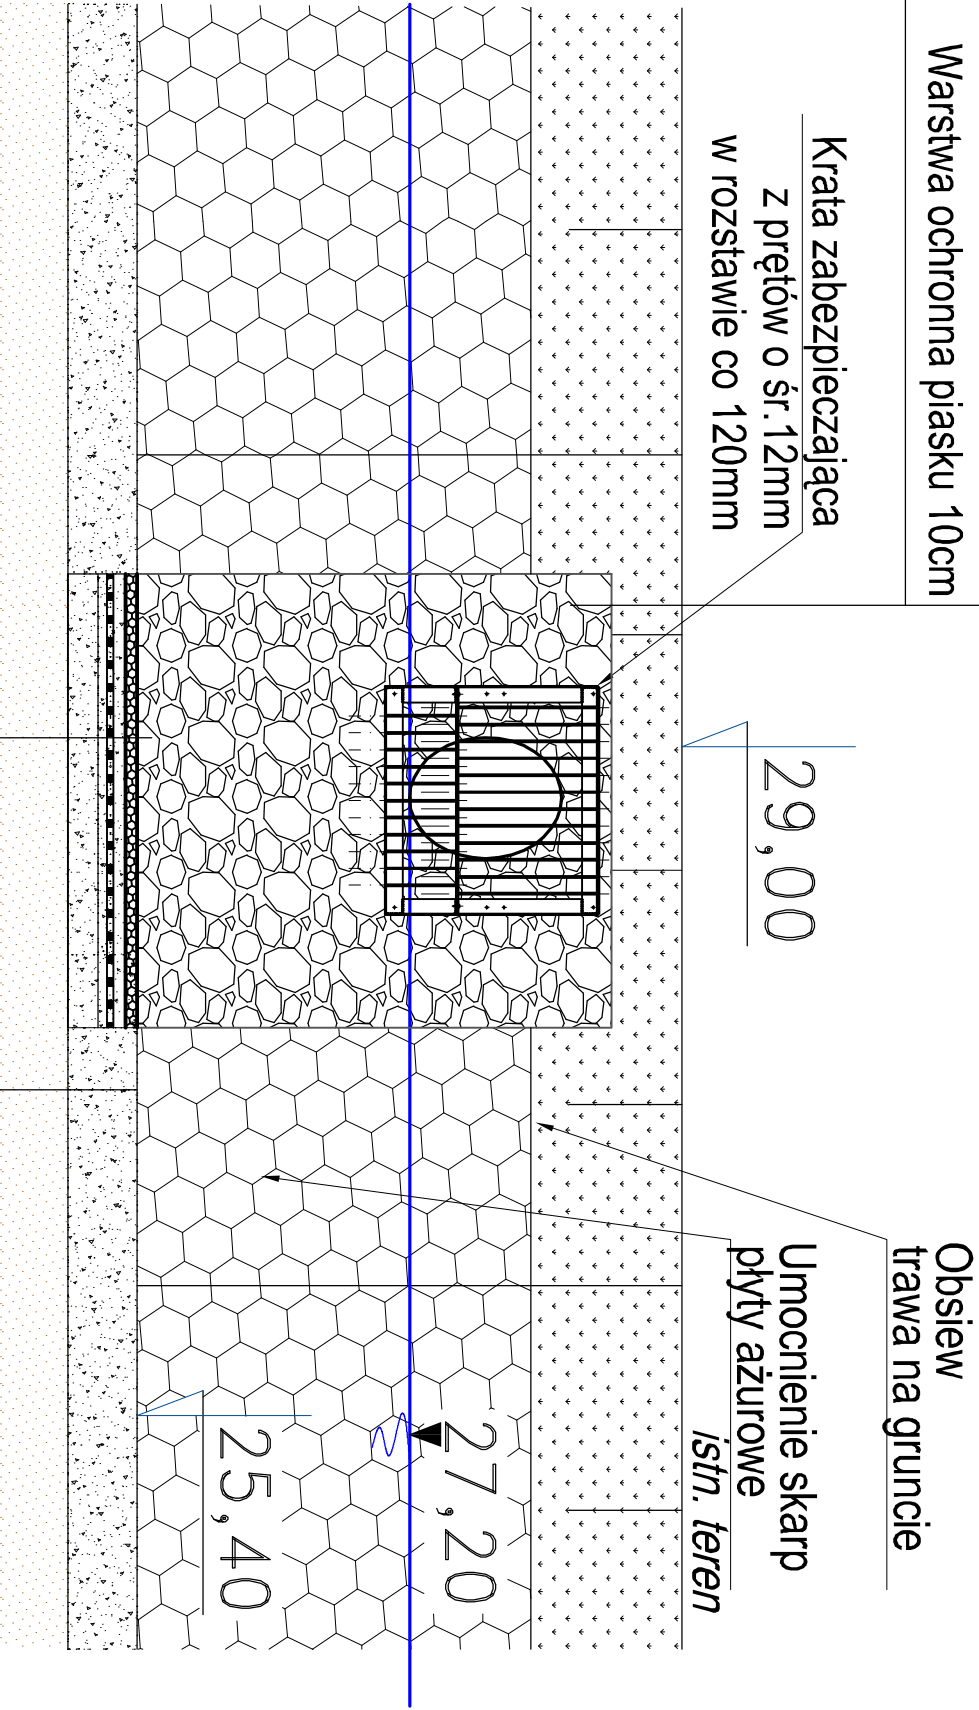 Warstwa ochronna piasku 10cm
Krata zabezpieczająca
z prętów o śr.12mm
w rozstawie co 120mm
29,00
Obsiew
trawa na gruncie
Umocnienie skarp
płyty ażurowe
istn. teren
27,20
25,40